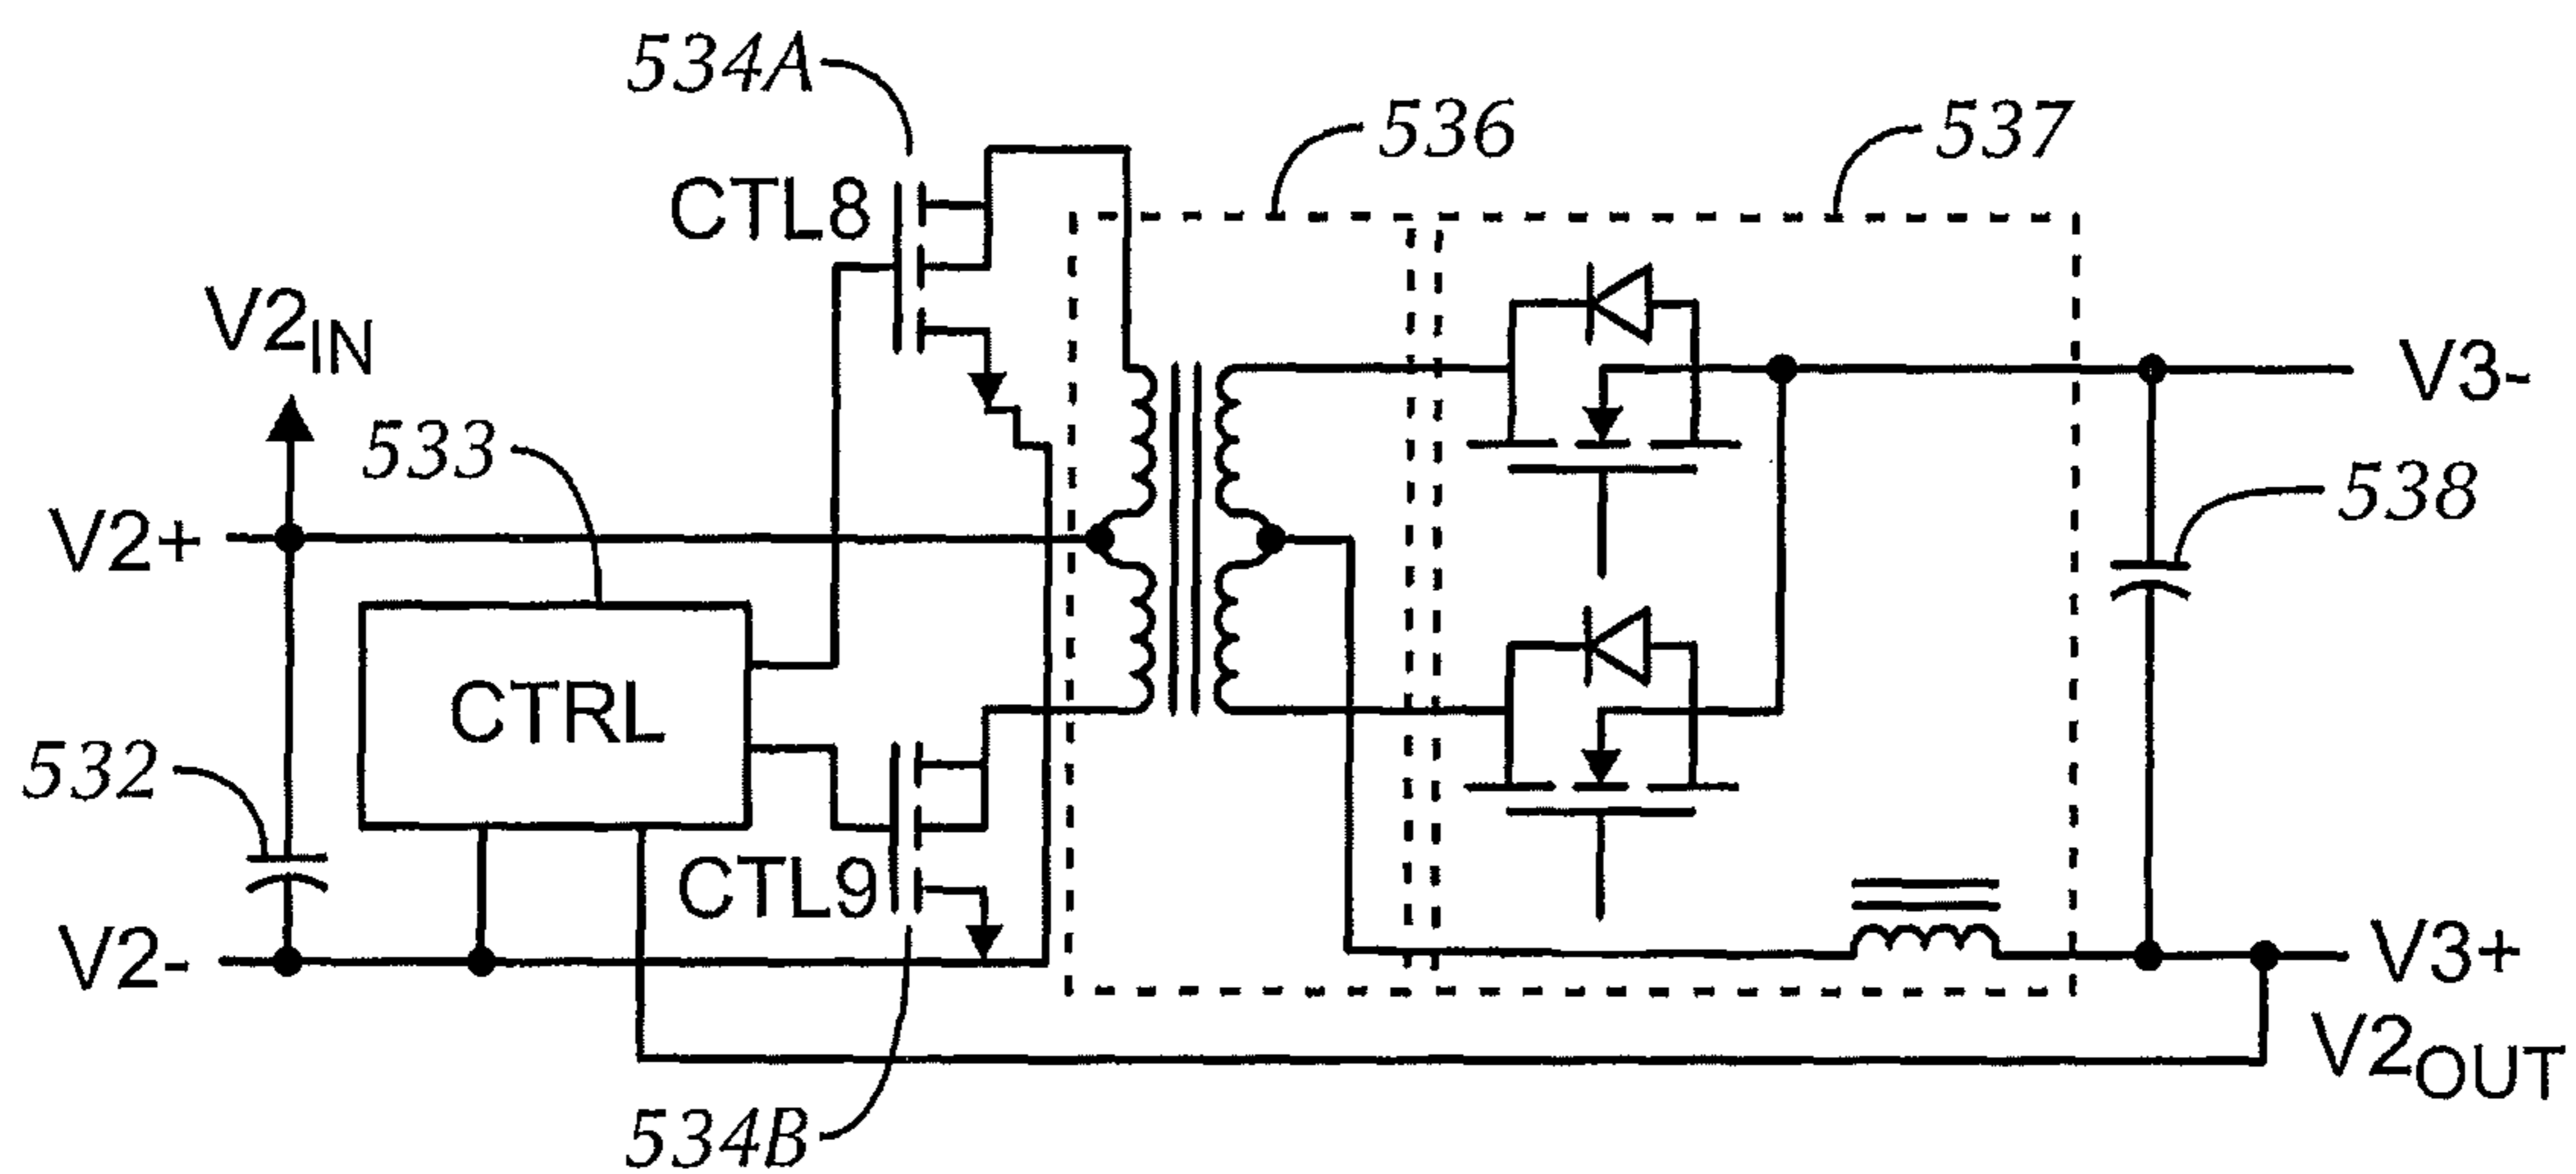 534A
536
537
CTL8
V2IN
V3-
533
538
V2+
CTRL
532
CTL9
V2-
V3+
V2OUT
534B